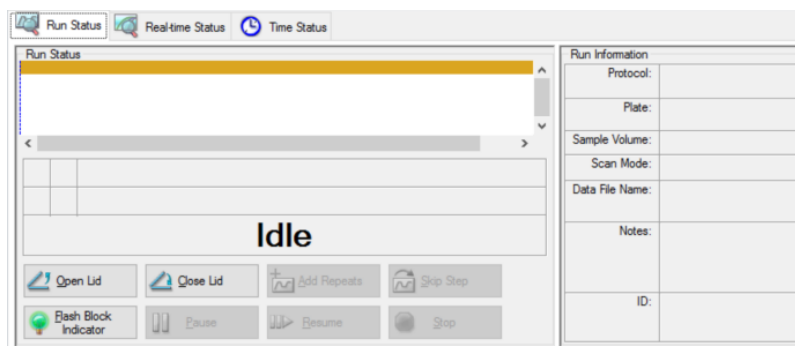 Run Status
Real-time Status
Time Status
Run Status
Idle
Open Lid
Close Lid
Add Repeats
Skip Step
Flash Block
Indicator
Pause
Resume
Stop
Run Information
Protocol:
Plate:
Sample Volume:
Scan Mode:
Data File Name:
Notes:
ID: